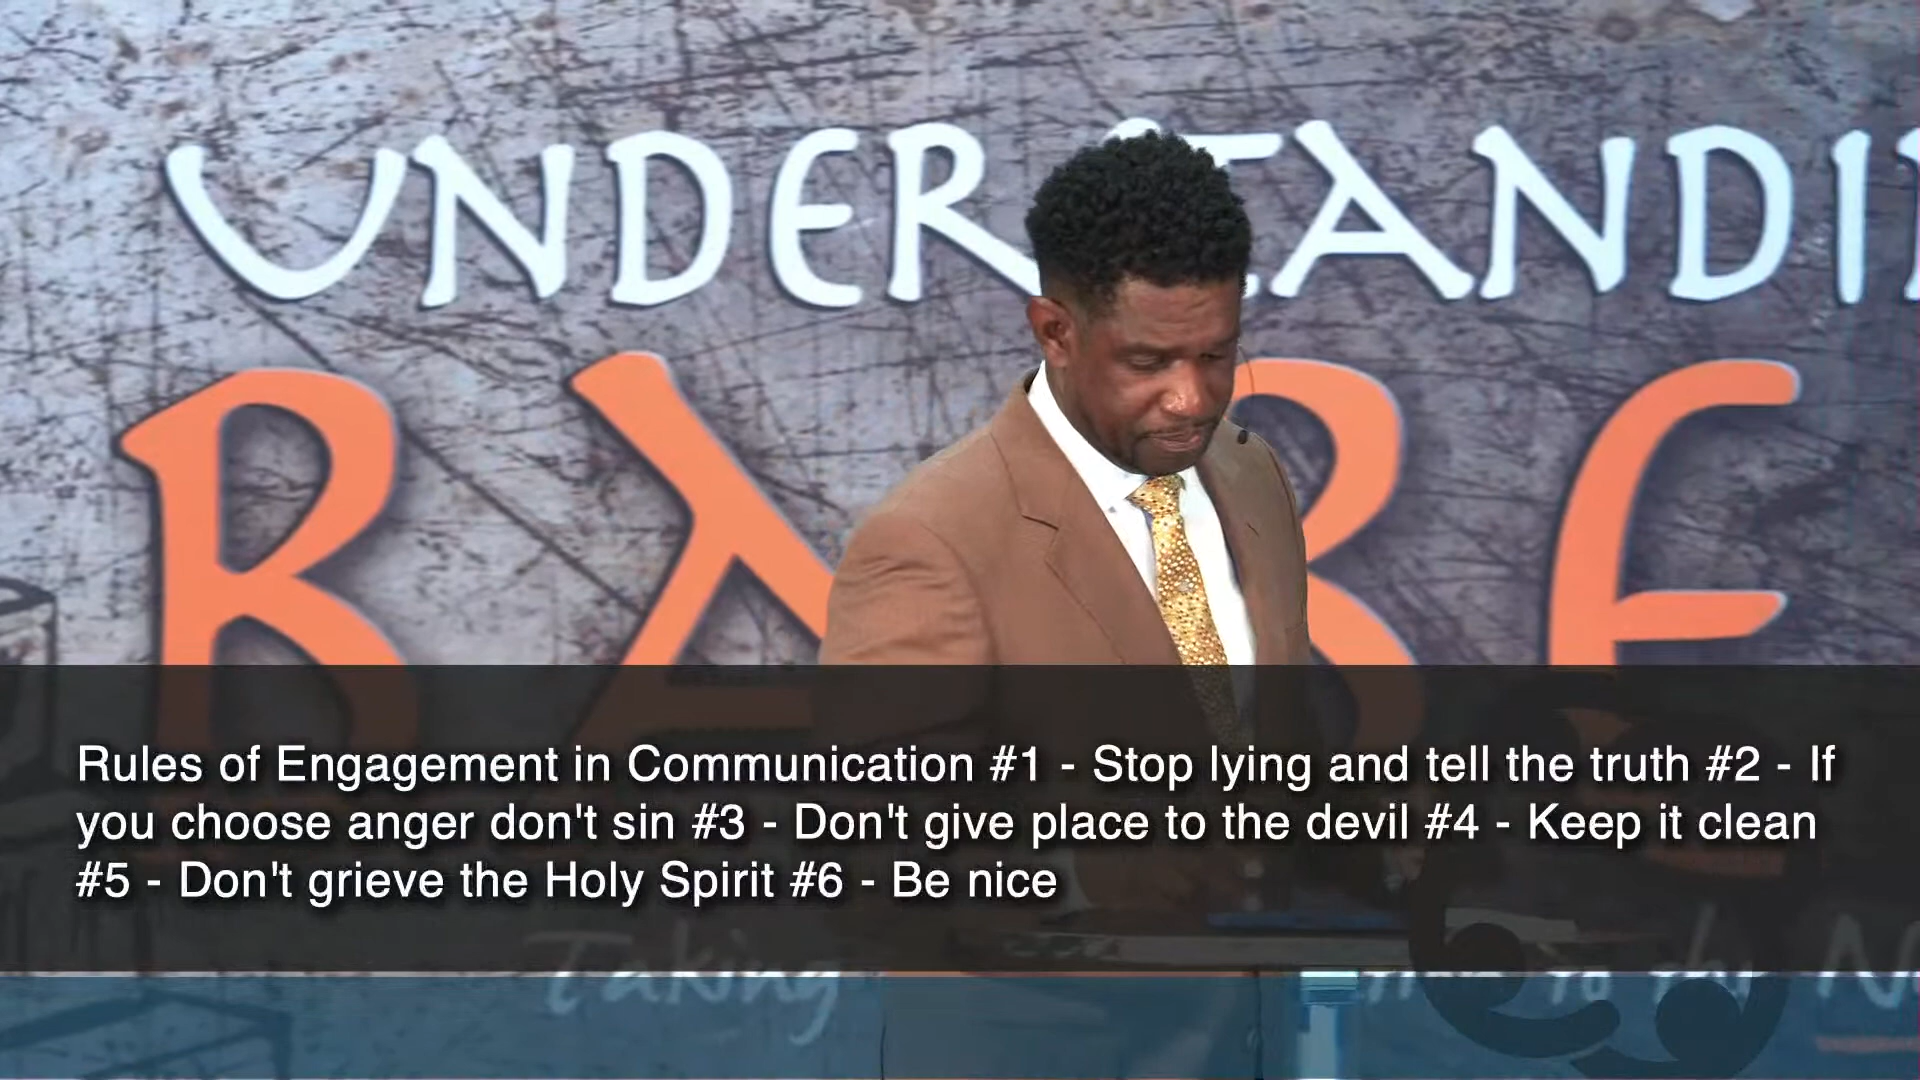 UNDERSTANDI
BABE
Rules of Engagement in Communication #1 - Stop lying and tell the truth #2 - If
you choose anger don't sin #3 - Don't give place to the devil #4 - Keep it clean
#5 - Don't grieve the Holy Spirit #6 - Be nice
Taking